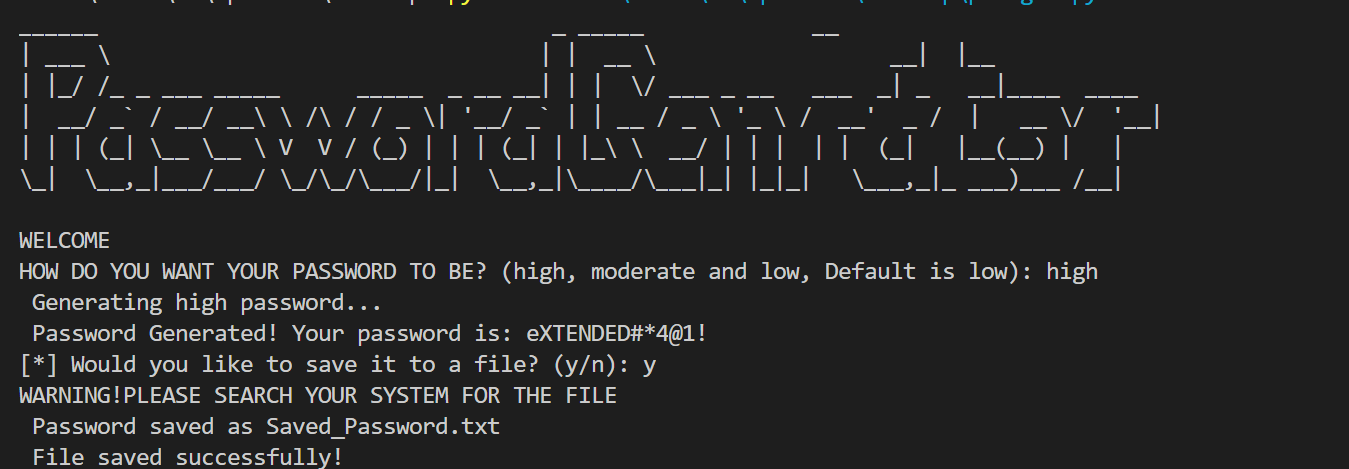 PasswordGenrator
WELCOME
HOW DO YOU WANT YOUR PASSWORD TO BE? (high, moderate and low, Default is low): high
Generating high password...
Password Generated! Your password is: eXTENDED#*4@1!
[*] Would you like to save it to a file? (y/n): y
WARNING!PLEASE SEARCH YOUR SYSTEM FOR THE FILE
Password saved as Saved_Password.txt
File saved successfully!